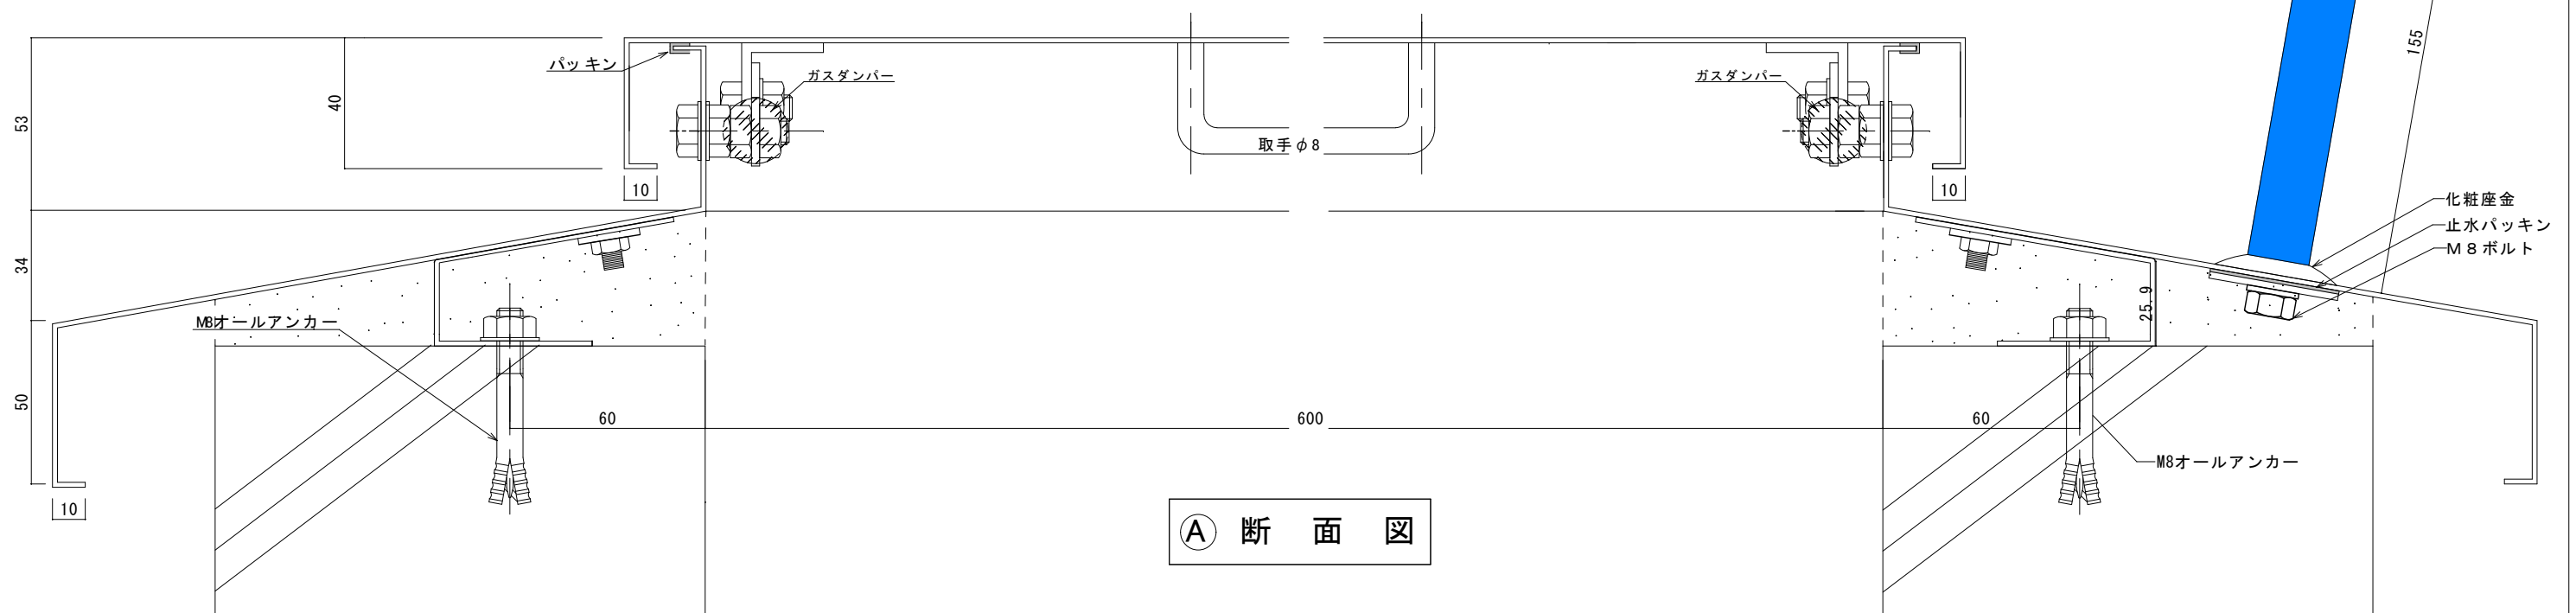 155
パッキン
ガスダンパー
ガスダンパー
40
53
取手φ8
10
10
化粧座金
止水パッキン
M8ボルト
34
25.9
M8オールアンカー
50
60
600
60
M8オールアンカー
10
A 断面図